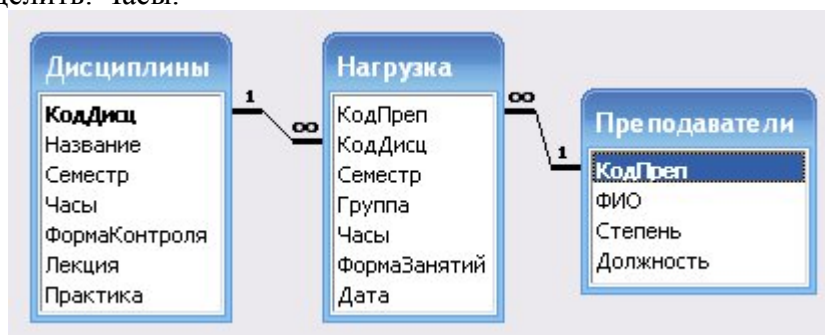 Часы.
Дисциплины
КодДисц
Название
Семестр
Часы
ФормаКонтроля
Лекция
Практика
1
∞
Нагрузка
КодПреп
КодДисц
Семестр
Группа
Часы
ФормаЗанятий
Дата
∞
1
Преподаватели
КодПреп
ФИО
Степень
Должность